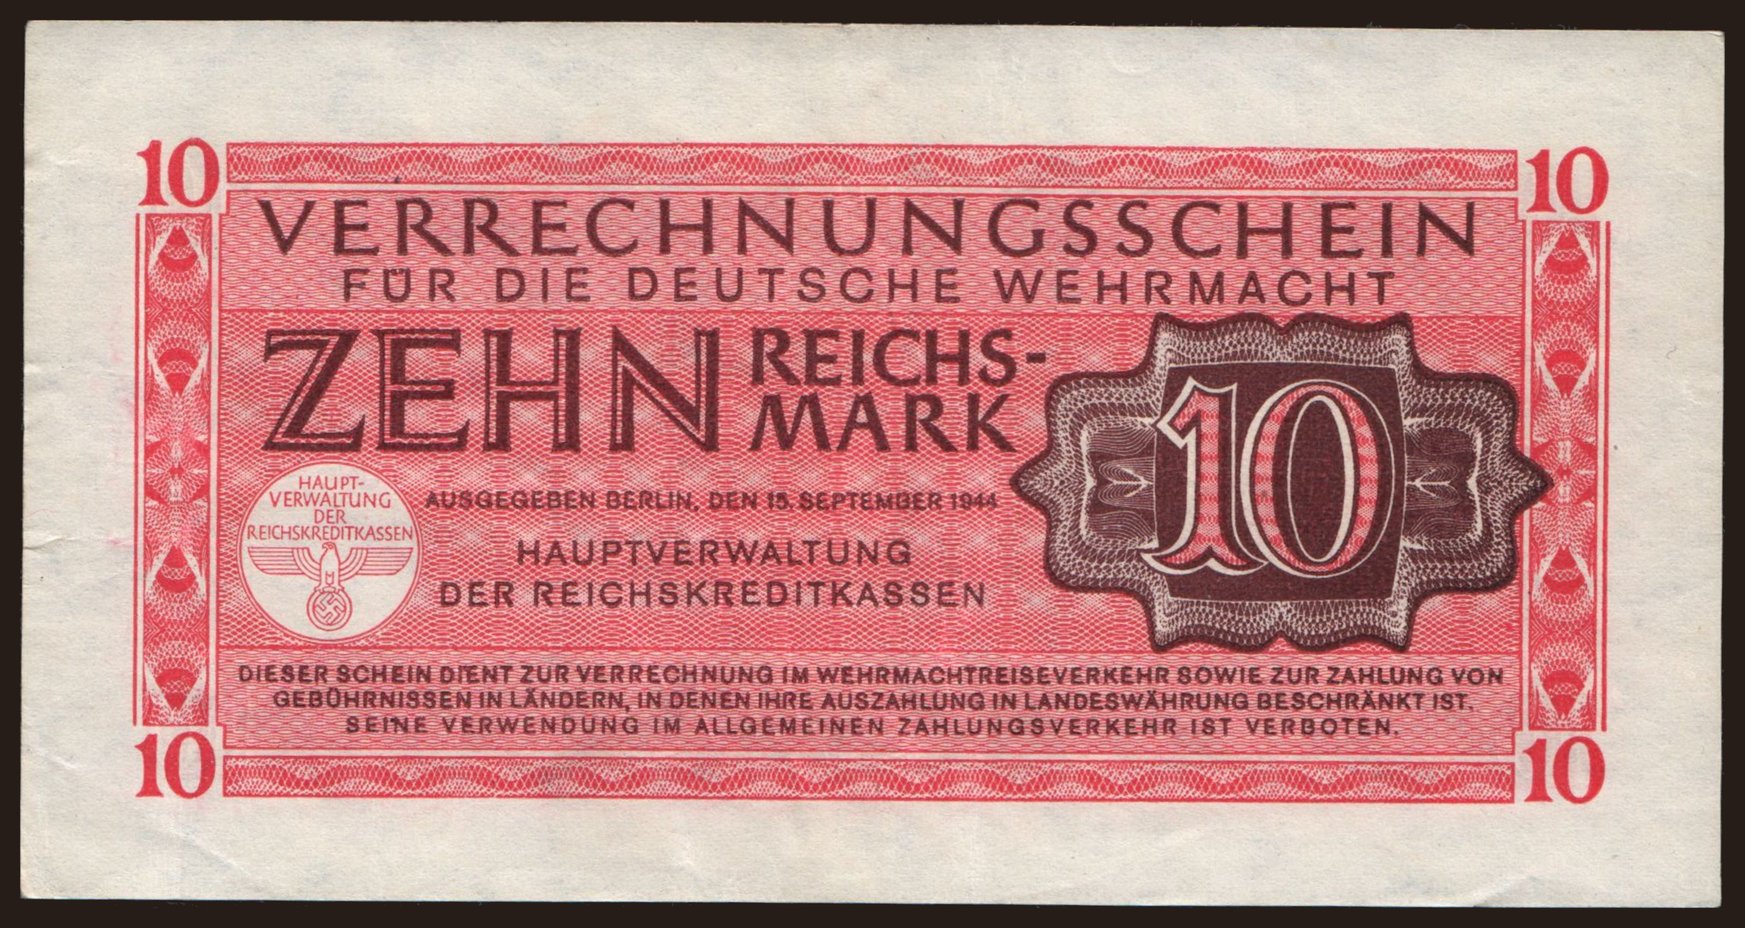 10 10
VERRECHNUNGSSCHEIN
FÜR DIE DEUTSCHE WEHRMACHT
ZEHN REICHS-
MARK
10
HAUPT-
VERWALTUNG
DER
REICHSKREDITKASSEN
AUSGEGEBEN BERLIN, DEN 15. SEPTEMBER 1944
HAUPTVERWALTUNG
DER REICHSKREDITKASSEN
DIESER SCHEIN DIENT ZUR VERRECHNUNG IM WEHRMACHTREISEVERKEHR SOWIE ZUR ZAHLUNG VON
GEBÜHRNISSEN IN LÄNDERN, IN DENEN IHRE AUSZAHLUNG IN LANDESWÄHRUNG BESCHRÄNKT IST.
SEINE VERWENDUNG IM ALLGEMEINEN ZAHLUNGSVERKEHR IST VERBOTEN.
10 10